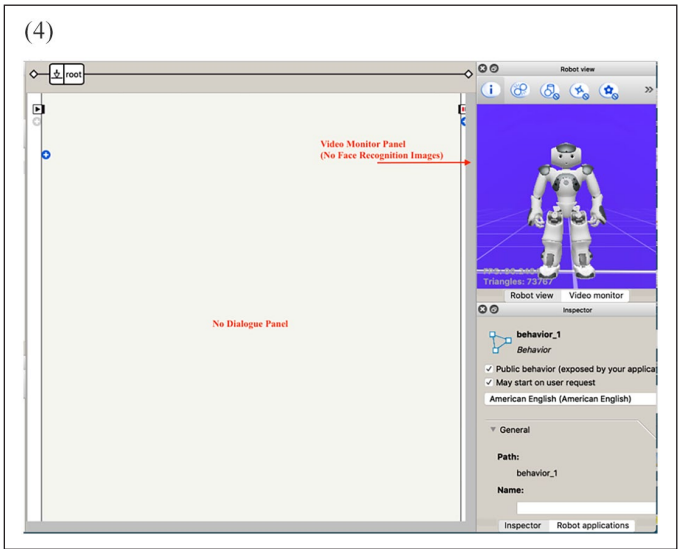 (4)
root
Robot view
Video Monitor Panel
(No Face Recognition Images)
Triangles: 73767
Robot view Video monitor
Inspector
No Dialogue Panel
behavior_1
Behavior
Public behavior (exposed by your applica
May start on user request
American English (American English)
General
Path:
behavior_1
Name:
Inspector Robot applications